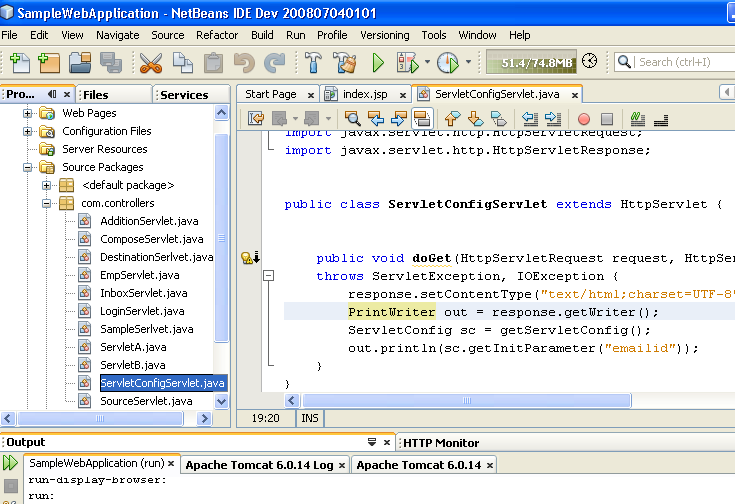 SampleWebApplication - NetBeans IDE Dev 200807040101
File Edit View Navigate Source Refactor Build Run Profile Versioning Tools Window Help
51.4/74.8MB Search (ctrl+I)
Pro... Files Services
Start Page index.jsp ServletConfigServlet.java
Web Pages
Configuration Files
Server Resources
Source Packages
<default package>
com.controllers
AdditionServlet.java
ComposeServlet.java
DestinationSerlvet.java
EmpServlet.java
InboxServlet.java
LoginServlet.java
SampleSerlvet.java
ServletA.java
ServletB.java
ServletConfigServlet.java
SourceServlet.java
import javax.servlet.http.HttpServletRequest;
import javax.servlet.http.HttpServletResponse;
public class ServletConfigServlet extends HttpServlet {
public void doGet(HttpServletRequest request, HttpSer
throws ServletException, IOException {
response.setContentType("text/html;charset=UTF-8"
PrintWriter out = response.getWriter();
ServletConfig sc = getServletConfig();
out.println(sc.getInitParameter("emailid"));
}
}
19:20 INS
Output HTTP Monitor
SampleWebApplication (run) Apache Tomcat 6.0.14 Log Apache Tomcat 6.0.14
run-display-browser:
run: